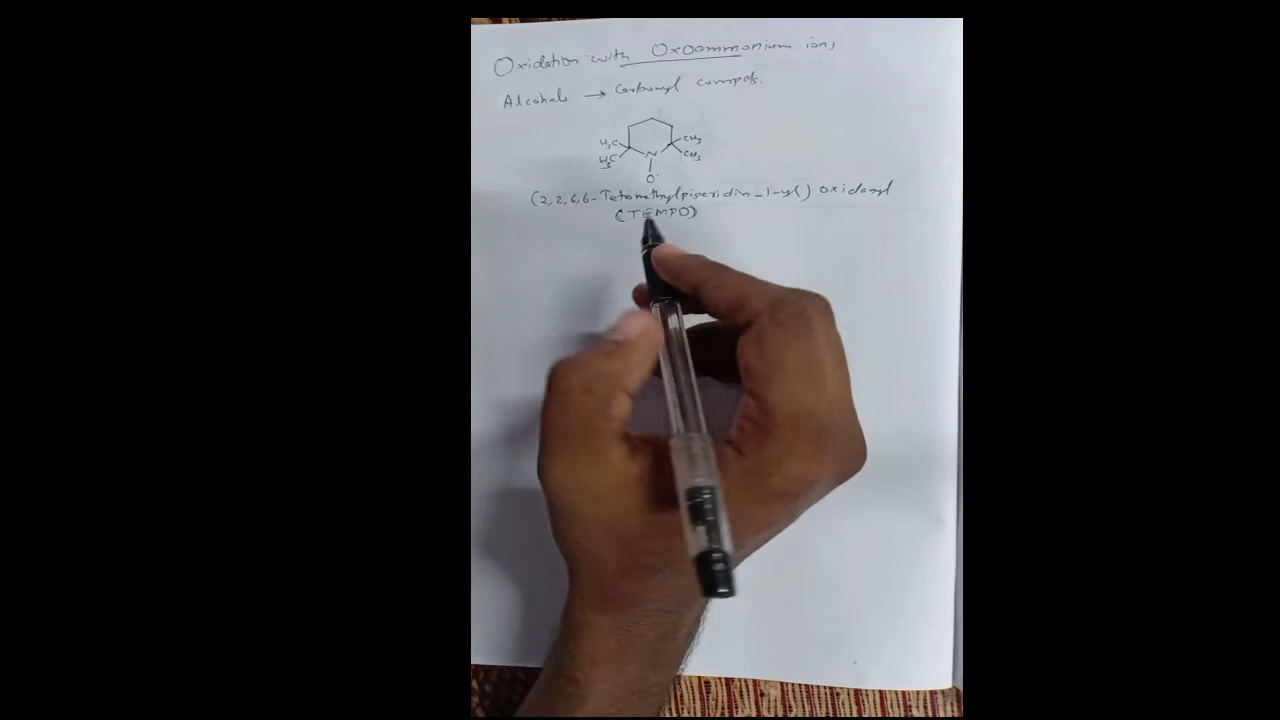 Oxidation with Oxoammonium ions
Alcohols → Carbonyl compds.
H3C CH3
H3C N CH3
O·
(2,2,6,6-Tetramethylpiperidin-1-yl) oxidanyl
(TEMPO)